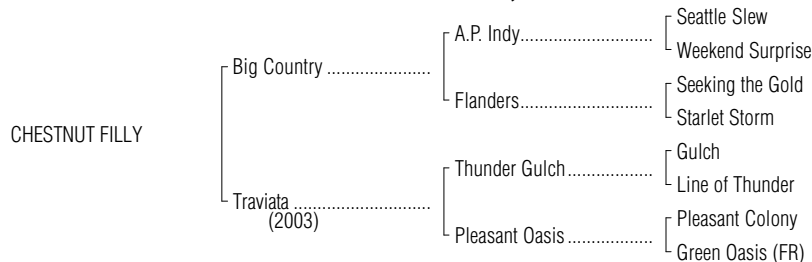 Seattle Slew
A.P. Indy......................................
Weekend Surprise
Big Country ......................
Seeking the Gold
Flanders......................................
Starlet Storm
CHESTNUT FILLY
Gulch
Thunder Gulch..................
Line of Thunder
Traviata .............................
(2003)
Pleasant Colony
Pleasant Oasis ..................
Green Oasis (FR)